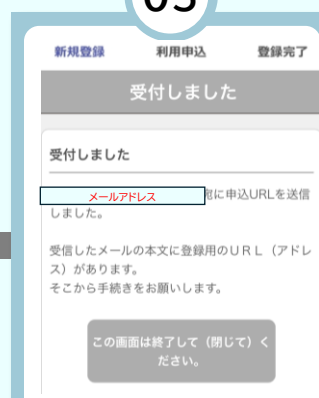 03
新規登録 利用申込 登録完了
受付しました
受付しました
メールアドレス 宛に申込URLを送信
しました。
受信したメールの本文に登録用のＵＲＬ（アドレ
ス）があります。
そこから手続きをお願いします。
この画面は終了して（閉じて）く
ださい。